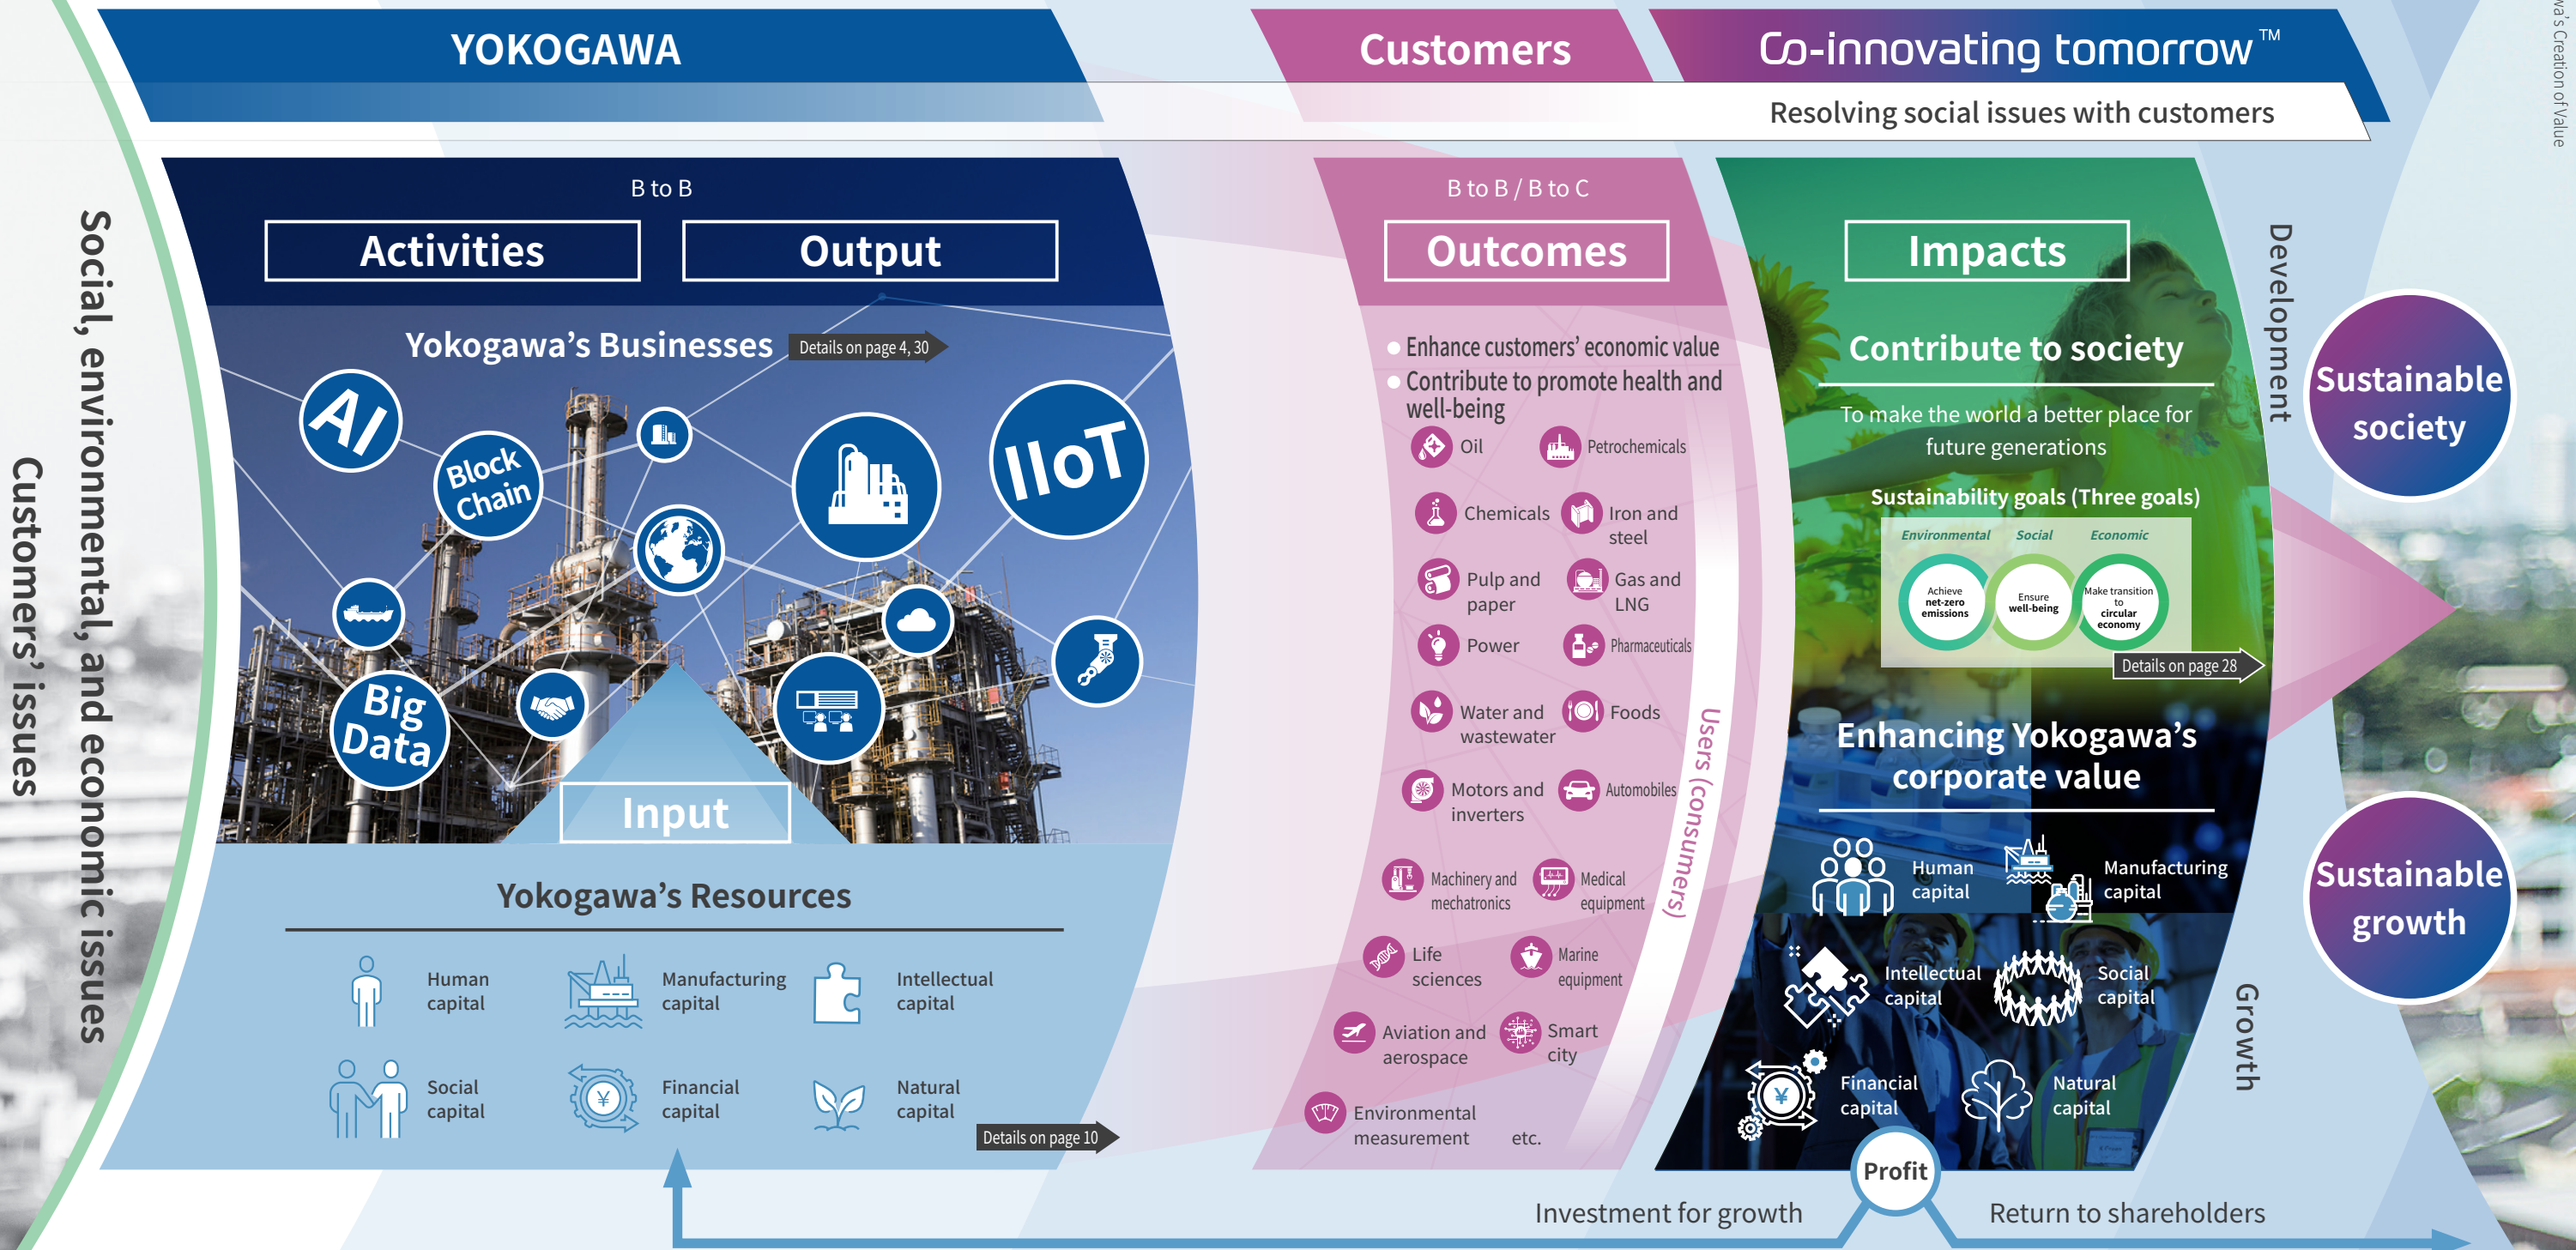 YOKOGAWA
Customers
Co-innovating tomorrow™
Resolving social issues with customers
Social, environmental, and economic issues
Customers' issues
B to B
Activities
Output
Yokogawa's Businesses
Details on page 4, 30
AI
Block
Chain
IIoT
Big
Data
Input
Yokogawa's Resources
Human
capital
Manufacturing
capital
Intellectual
capital
Social
capital
¥
Financial
capital
Natural
capital
Details on page 10
B to B / B to C
Outcomes
Enhance customers' economic value
Contribute to promote health and
well-being
Oil
Petrochemicals
Chemicals
Iron and
steel
Pulp and
paper
Gas and
LNG
Power
Pharmaceuticals
Water and
wastewater
Foods
Motors and
inverters
Automobiles
Machinery and
mechatronics
Medical
equipment
Life
sciences
Marine
equipment
Aviation and
aerospace
Smart
city
Environmental
measurement
etc.
Users (consumers)
Impacts
Contribute to society
To make the world a better place for
future generations
Sustainability goals (Three goals)
Environmental
Social
Economic
Achieve
net-zero
emissions
Ensure
well-being
Make transition
to
circular
economy
Details on page 28
Enhancing Yokogawa's
corporate value
Human
capital
Manufacturing
capital
Intellectual
capital
Social
capital
¥
Financial
capital
Natural
capital
Profit
Investment for growth
Return to shareholders
Development
Growth
Sustainable
society
Sustainable
growth
Creation of Value